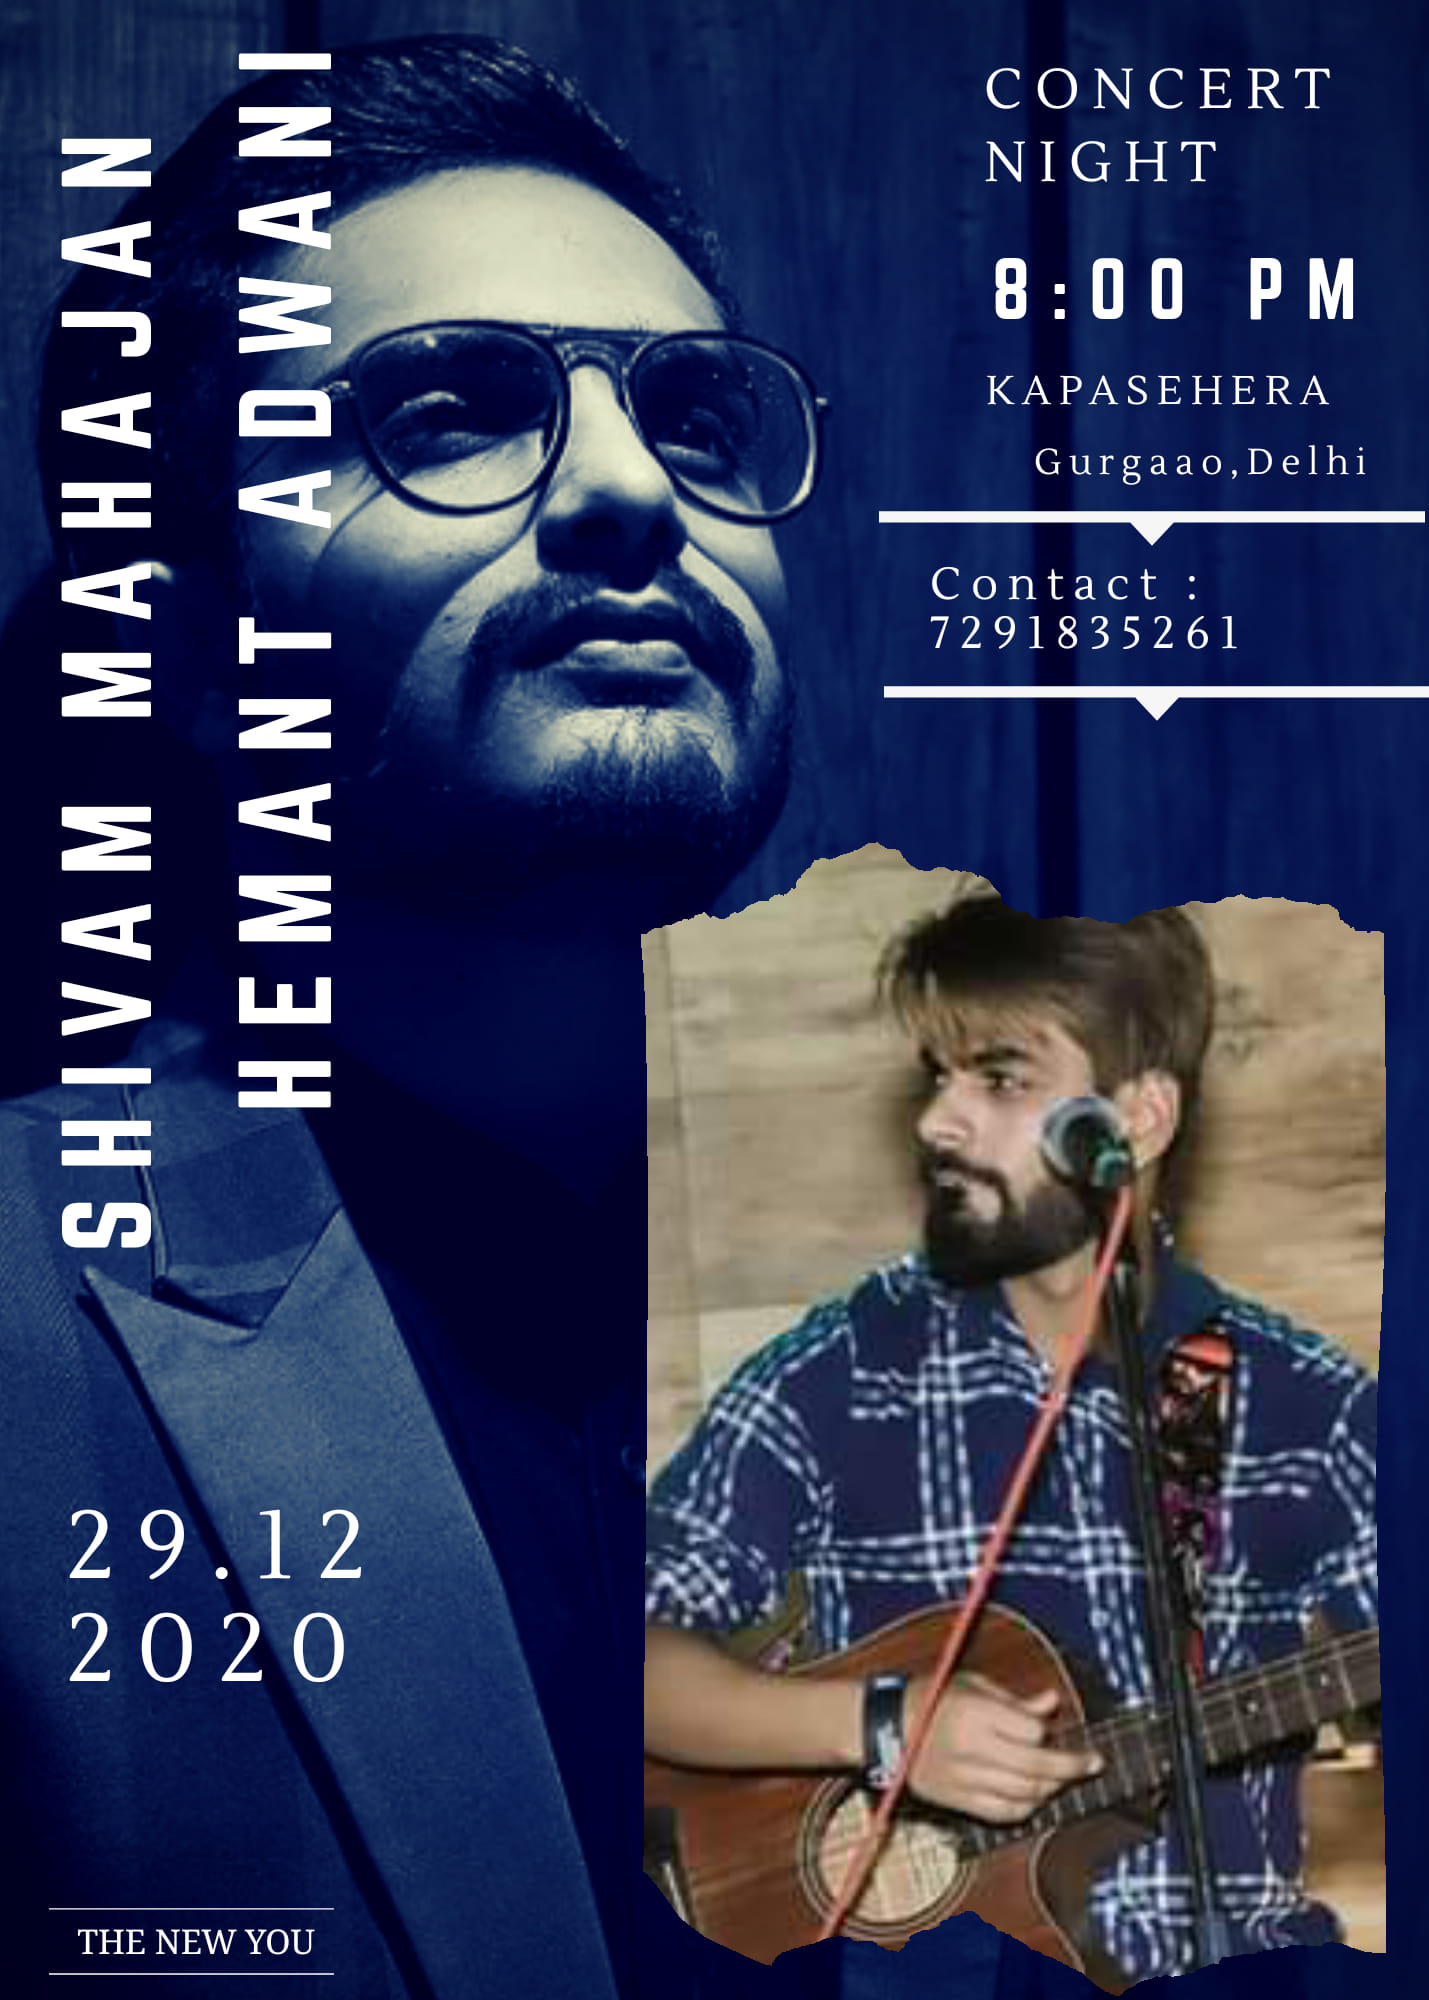 SHIVAM MAHAJAN
HEMANT ADWANI
CONCERT
NIGHT
8:00 PM
KAPASEHERA
Gurgaao,Delhi
Contact :
7291835261
29.12
2020
THE NEW YOU